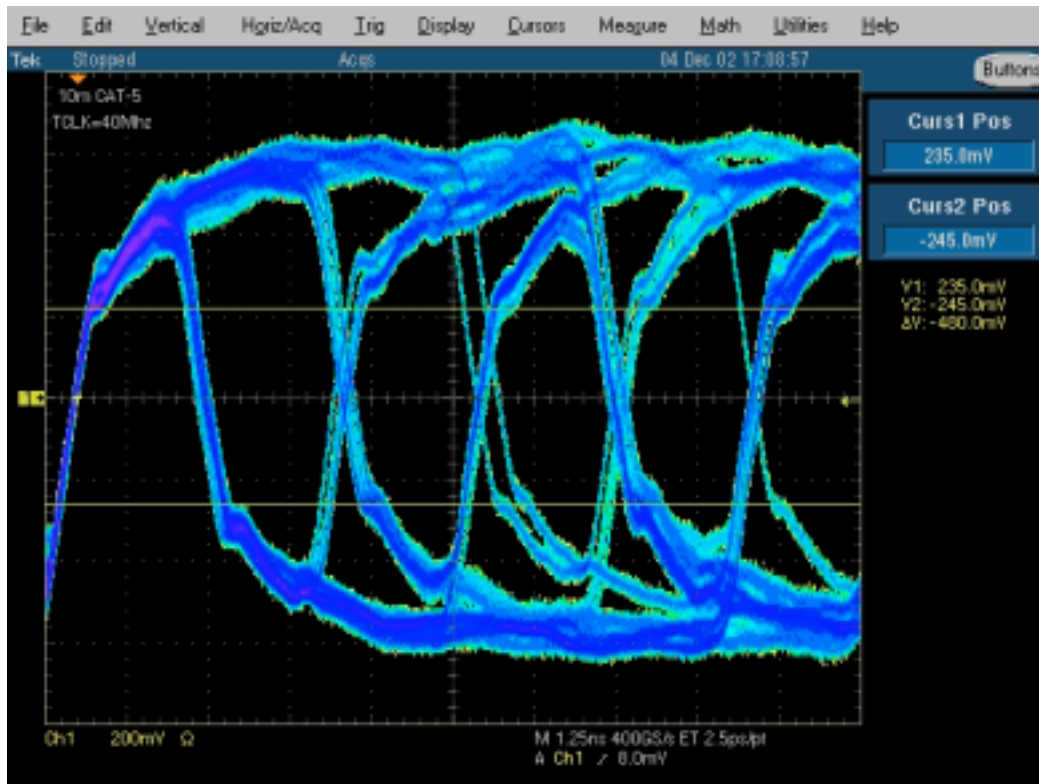 File Edit Vertical Horiz/Acq Trig Display Cursors Measure Math Utilities Help
Tek Stopped Acqs 04 Dec 02 17:08:57
Buttons
10m CAT-5
TCLK=40Mhz
Curs1 Pos
235.0mV
Curs2 Pos
-245.0mV
V1: 235.0mV
V2: -245.0mV
ΔV: -480.0mV
1
Ch1 200mV Ω M 1.25ns 400GS/s ET 2.5ps/pt
A Ch1 / 8.0mV